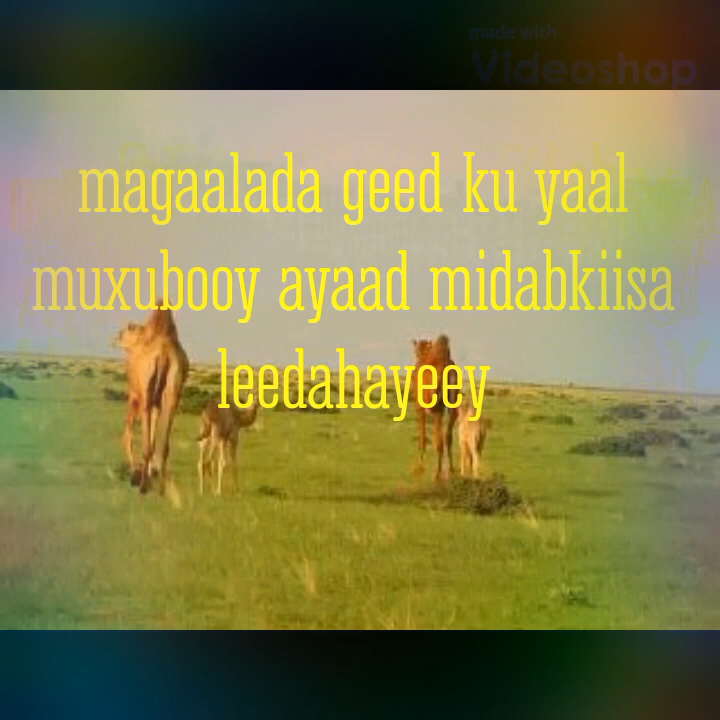 made with
Videoshop
magaalada geed ku yaal
muxubooy ayaad midabkiisa
leedahayeey